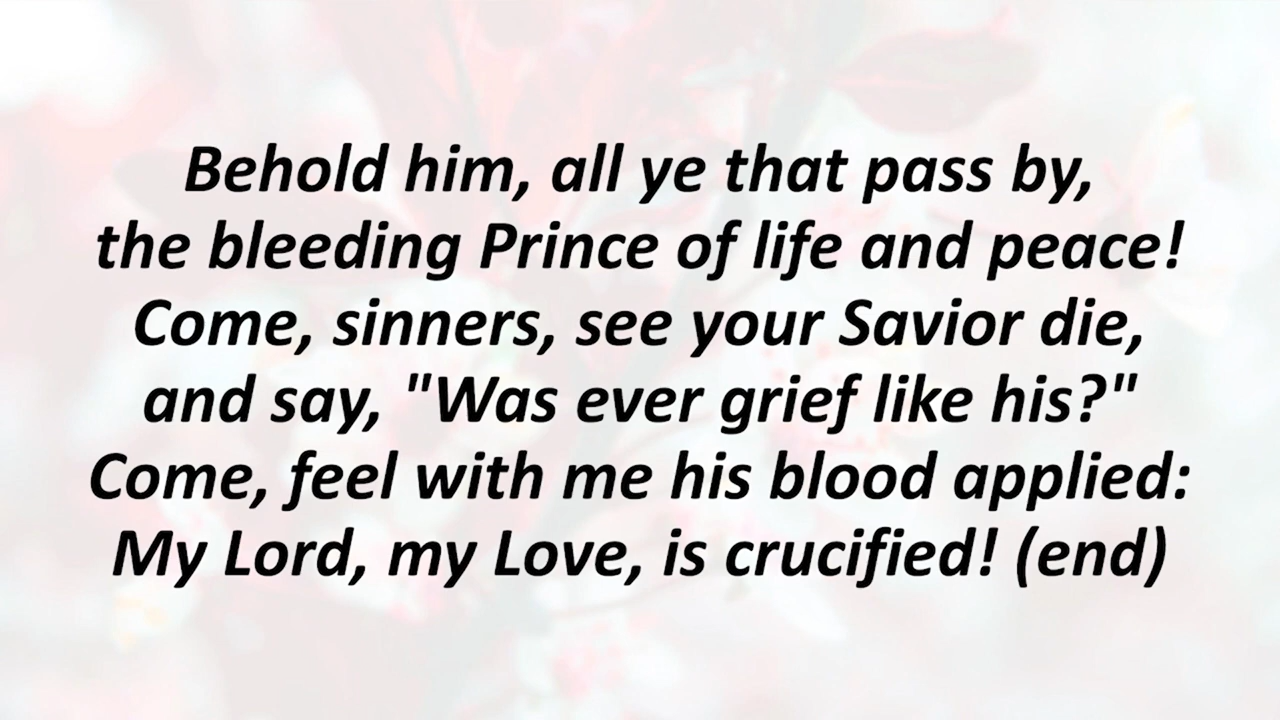 Behold him, all ye that pass by,
the bleeding Prince of life and peace!
Come, sinners, see your Savior die,
and say, "Was ever grief like his?"
Come, feel with me his blood applied:
My Lord, my Love, is crucified! (end)